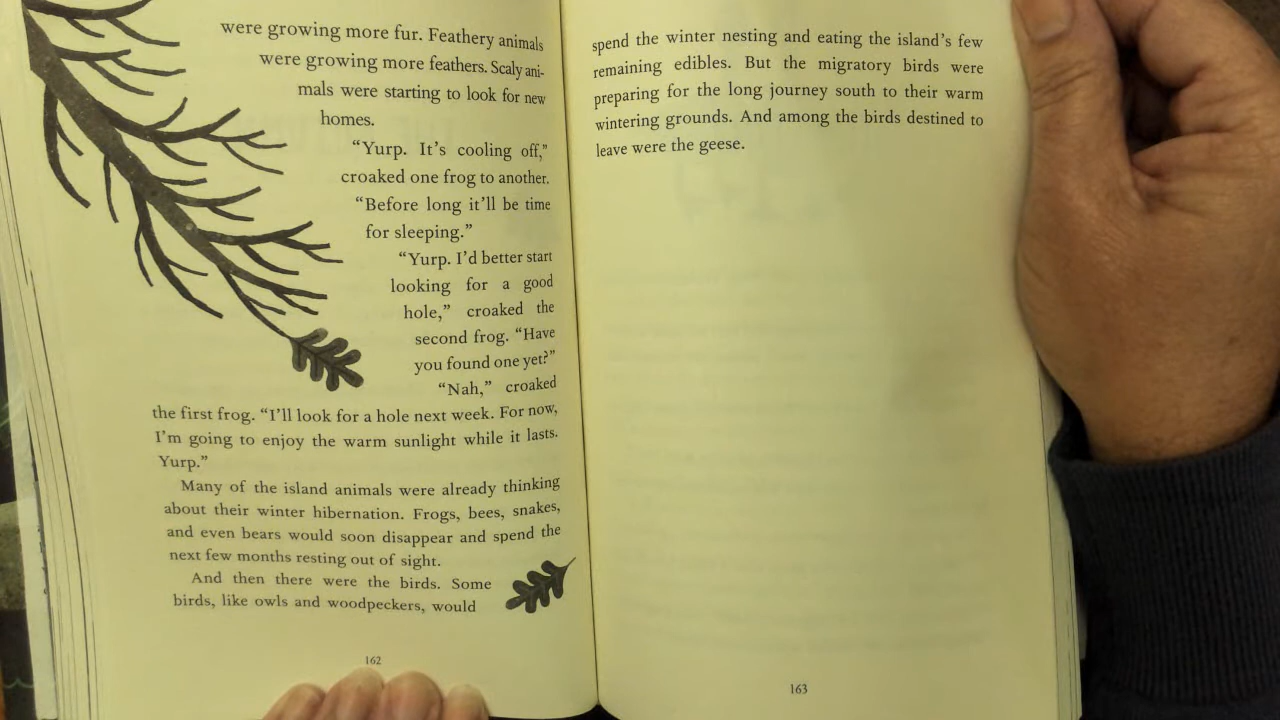 were growing more fur. Feathery animals
were growing more feathers. Scaly ani-
mals were starting to look for new
homes.
“Yurp. It’s cooling off,”
croaked one frog to another.
“Before long it’ll be time
for sleeping.”
“Yurp. I’d better start
looking for a good
hole,” croaked the
second frog. “Have
you found one yet?”
“Nah,” croaked
the first frog. “I’ll look for a hole next week. For now,
I’m going to enjoy the warm sunlight while it lasts.
Yurp.”
Many of the island animals were already thinking
about their winter hibernation. Frogs, bees, snakes,
and even bears would soon disappear and spend the
next few months resting out of sight.
And then there were the birds. Some
birds, like owls and woodpeckers, would
162
spend the winter nesting and eating the island’s few
remaining edibles. But the migratory birds were
preparing for the long journey south to their warm
wintering grounds. And among the birds destined to
leave were the geese.
163